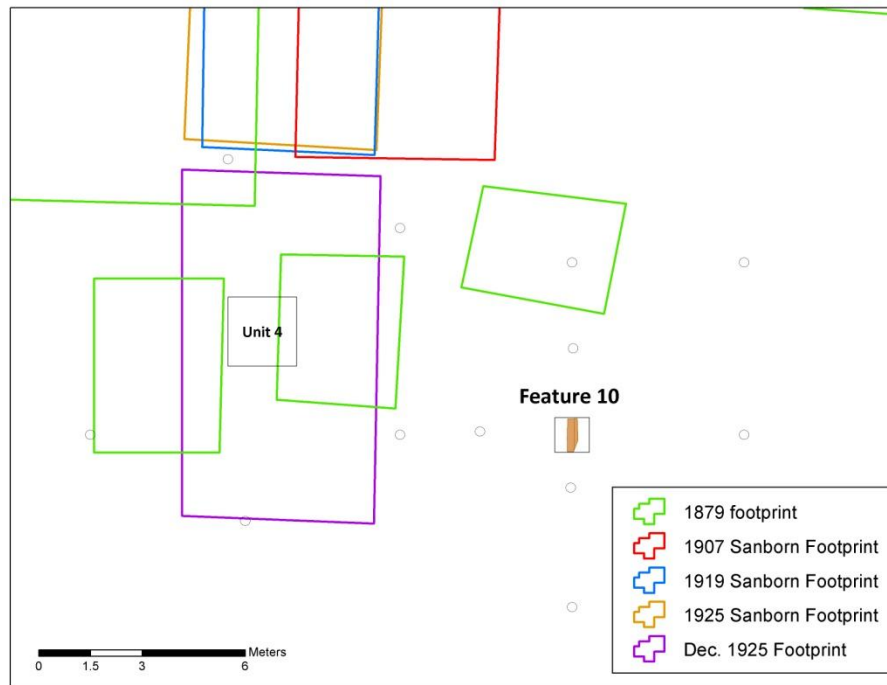 Unit 4
Feature 10
1879 footprint
1907 Sanborn Footprint
1919 Sanborn Footprint
1925 Sanborn Footprint
Dec. 1925 Footprint
Meters
0 1.5 3 6